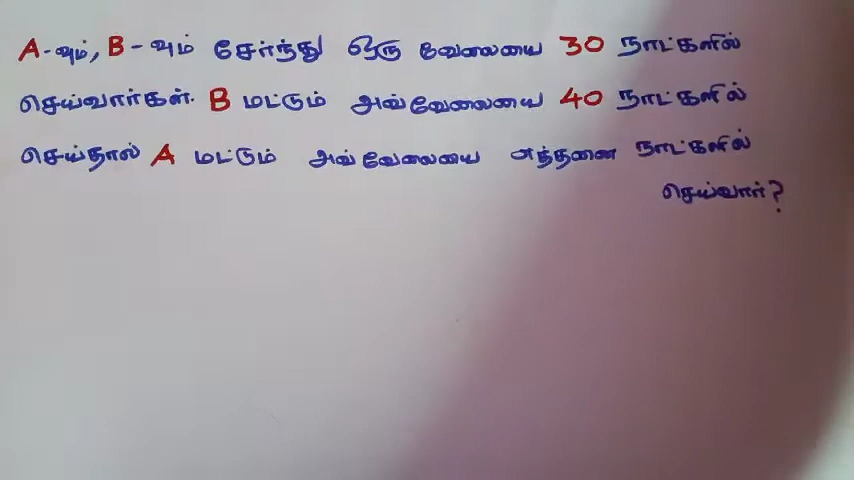 A-வும், B-வும் சேர்ந்து ஒரு வேலையை 30 நாட்களில்
செய்வார்கள். B மட்டும் அவ்வேலையை 40 நாட்களில்
செய்தால் A மட்டும் அவ்வேலையை எத்தனை நாட்களில்
செய்வார்?